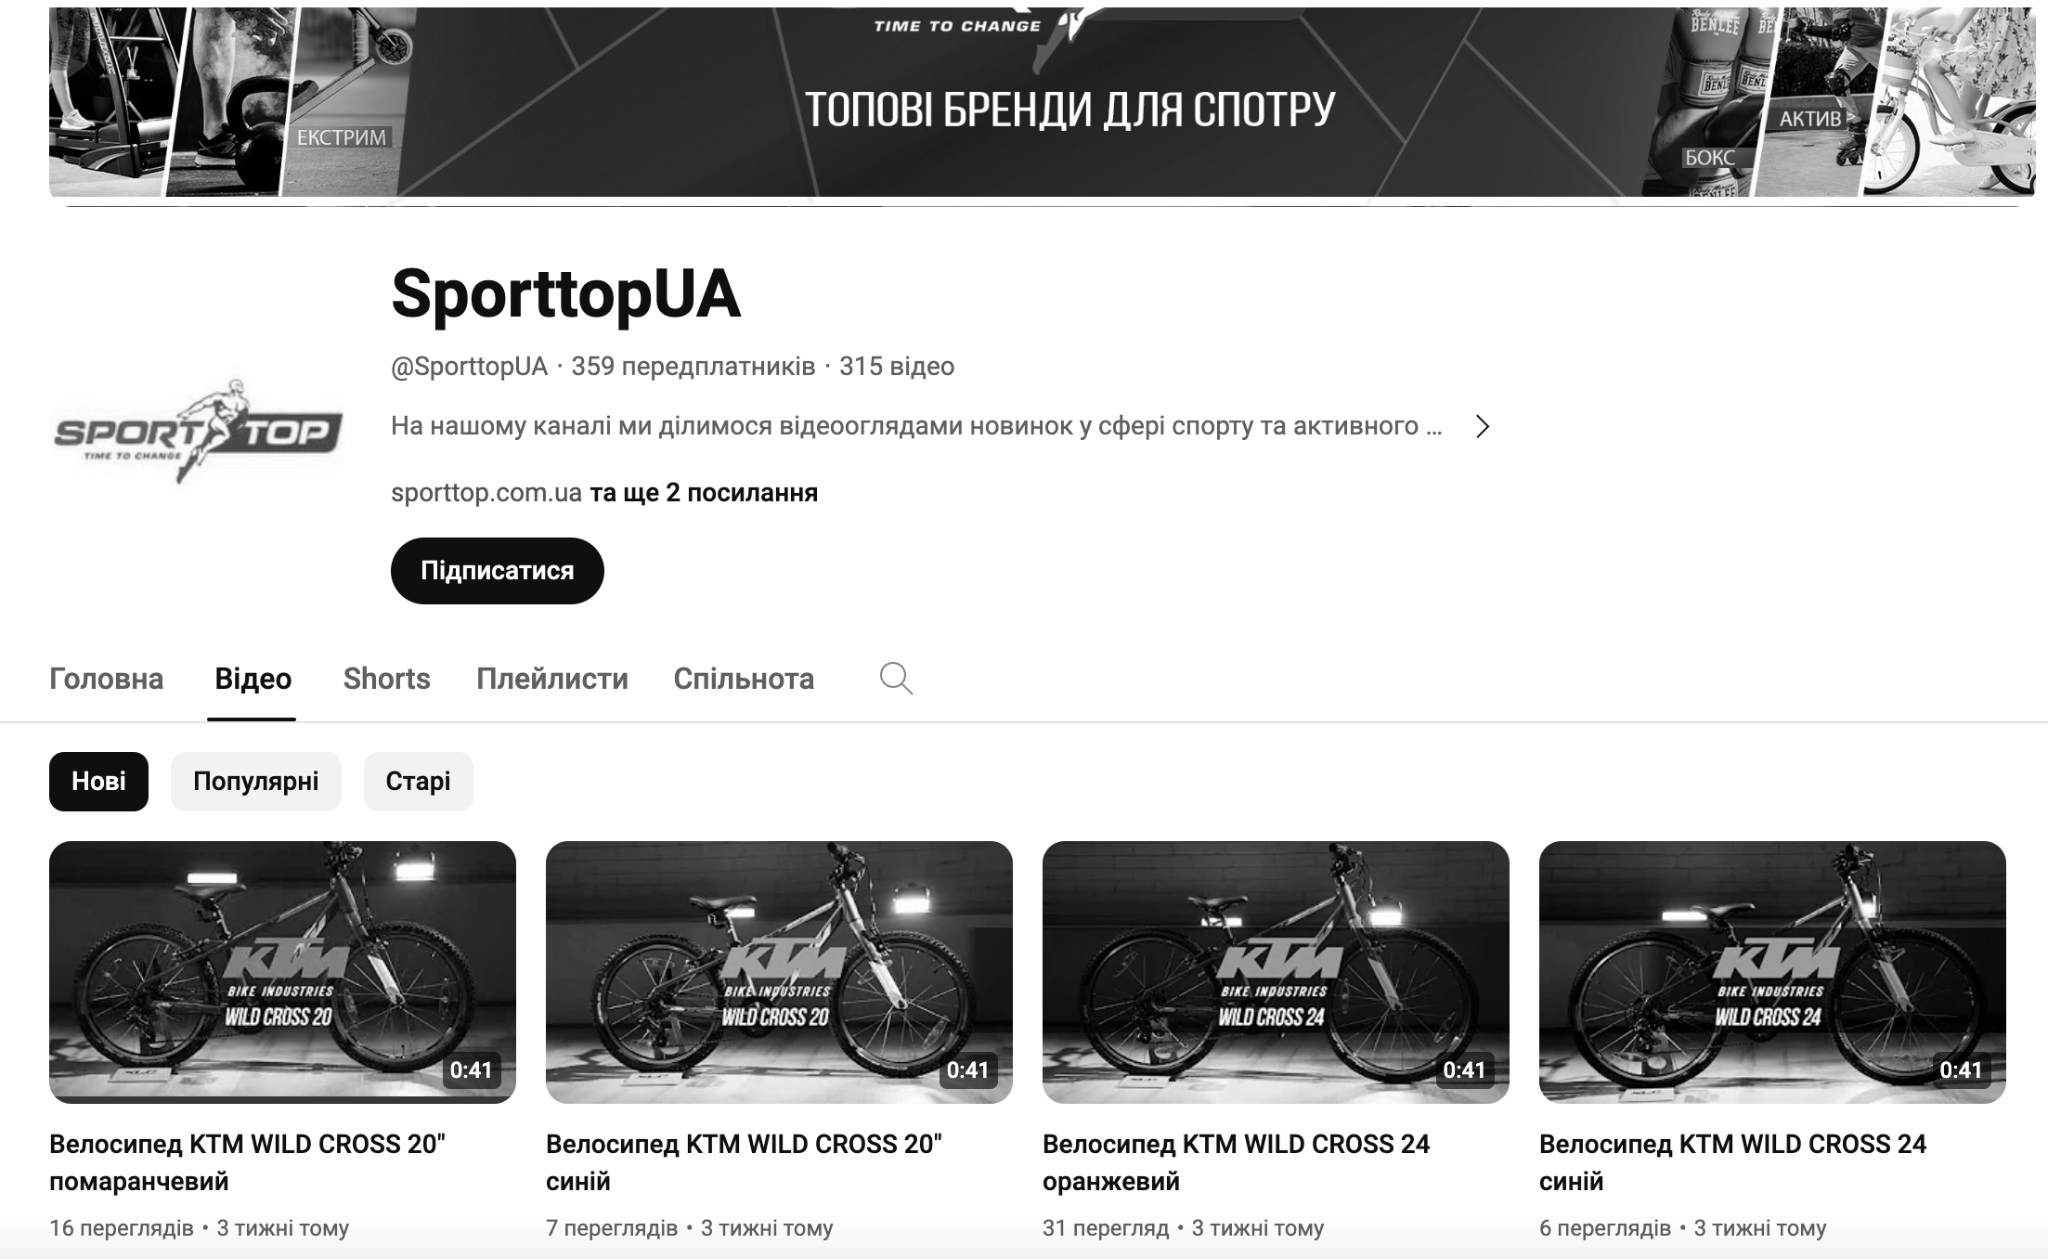 TIME TO CHANGE
ТОПОВІ БРЕНДИ ДЛЯ СПОТРУ
ЕКСТРИМ
BENLEE
АКТИВ
БОКС
SporttopUA
@SporttopUA · 359 передплатників · 315 відео
На нашому каналі ми ділимося відеооглядами новинок у сфері спорту та активного ...
sporttop.com.ua та ще 2 посилання
Підписатися
SPORT TOP
TIME TO CHANGE
Головна Відео Shorts Плейлисти Спільнота
Нові Популярні Старі
KTM
BIKE INDUSTRIES
WILD CROSS 20
0:41
KTM
BIKE INDUSTRIES
WILD CROSS 20
0:41
KTM
BIKE INDUSTRIES
WILD CROSS 24
0:41
KTM
BIKE INDUSTRIES
WILD CROSS 24
0:41
Велосипед KTM WILD CROSS 20"
помаранчевий
16 переглядів • 3 тижні тому
Велосипед KTM WILD CROSS 20"
синій
7 переглядів • 3 тижні тому
Велосипед KTM WILD CROSS 24
оранжевий
31 перегляд • 3 тижні тому
Велосипед KTM WILD CROSS 24
синій
6 переглядів • 3 тижні тому